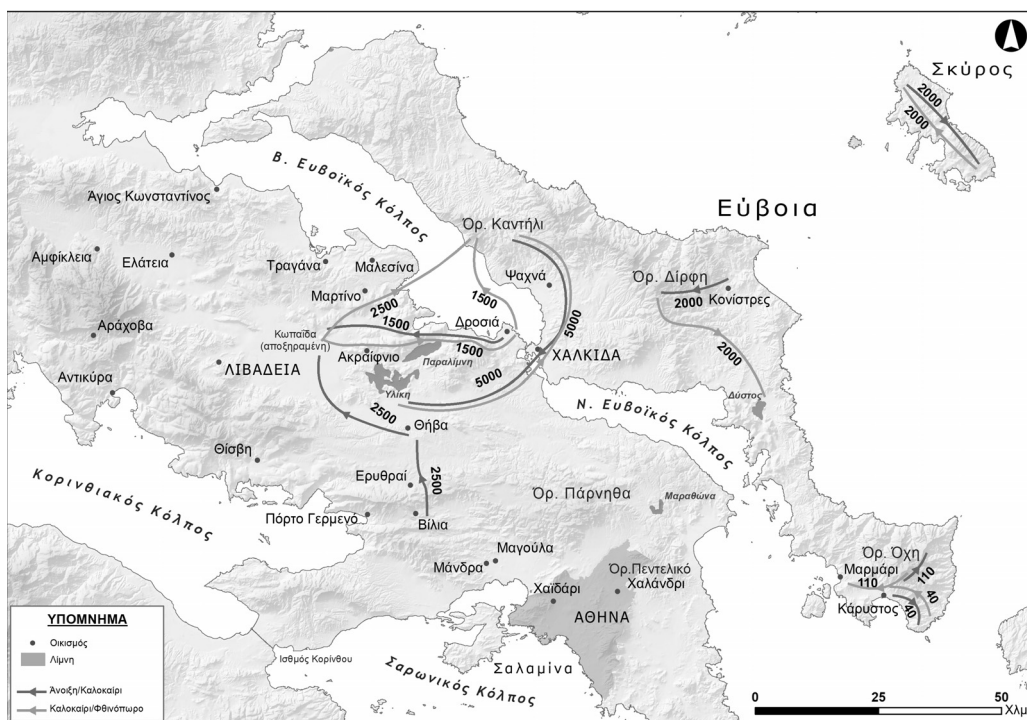 Σκύρος
2000
2000
Β. Ευβοϊκός Κόλπος
Άγιος Κωνσταντίνος
Εύβοια
Όρ. Καντήλι
Αμφίκλεια
Ελάτεια
Τραγάνα
Μαλεσίνα
Ψαχνά
Όρ. Δίρφη
Κονίστρες
2000
Μαρτίνο
2500
1500
5000
Αράχοβα
Κωπαΐδα
(αποξηραμένη)
1500
Δροσιά
1500
Ακραίφνιο
Παραλίμνη
ΧΑΛΚΙΔΑ
2000
ΛΙΒΑΔΕΙΑ
Αντικύρα
Υλίκη
5000
Δύστος
2500
Θήβα
Ν. Ευβοϊκός Κόλπος
Θίσβη
Κορινθιακός Κόλπος
Ερυθραί
2500
Όρ. Πάρνηθα
Μαραθώνα
Πόρτο Γερμενό
Βίλια
Μαγούλα
Μάνδρα
Όρ. Όχη
Μαρμάρι
110
110
Κάρυστος
40
40
Όρ.Πεντελικό
Χαλάνδρι
Χαϊδάρι
ΑΘΗΝΑ
Ισθμός Κορίνθου
Σαλαμίνα
Σαρωνικός Κόλπος
ΥΠΟΜΝΗΜΑ
Οικισμός
Λίμνη
Άνοιξη/Καλοκαίρι
Καλοκαίρι/Φθινόπωρο
0 25 50
Χλμ